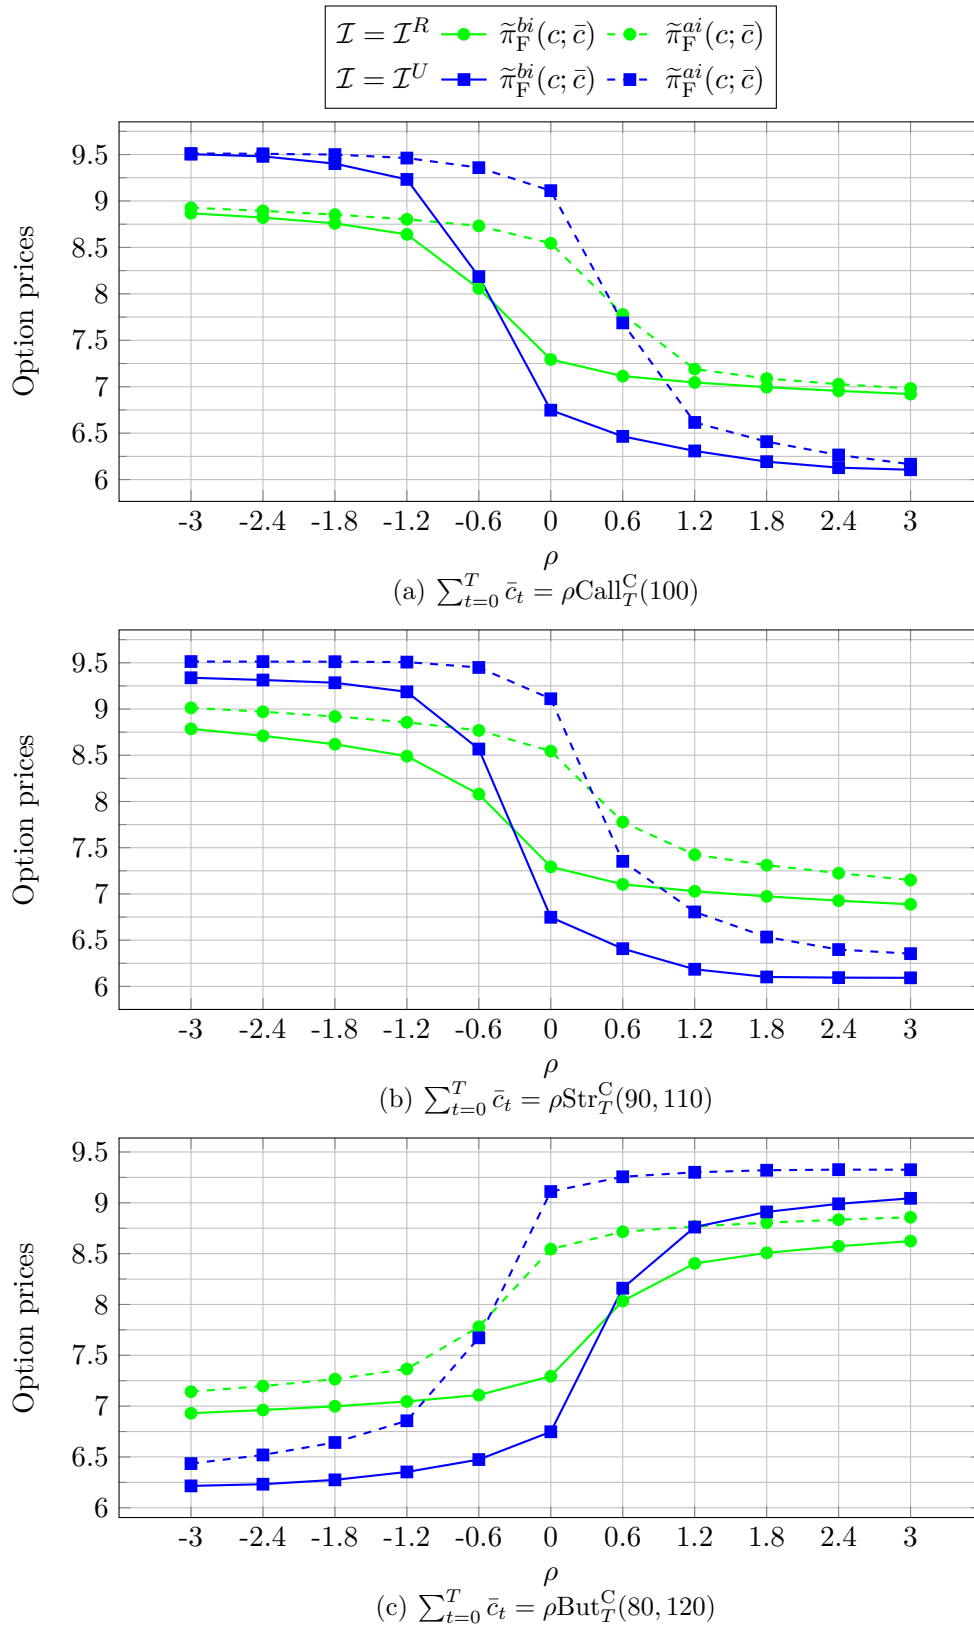 ℐ = ℐ^R π̃_F^{bi}(c; c̄) π̃_F^{ai}(c; c̄)
ℐ = ℐ^U π̃_F^{bi}(c; c̄) π̃_F^{ai}(c; c̄)
Option prices
9.5
9
8.5
8
7.5
7
6.5
6
-3 -2.4 -1.8 -1.2 -0.6 0 0.6 1.2 1.8 2.4 3
ρ
(a) ∑_{t=0}^T c̄_t = ρCall_T^C(100)
Option prices
9.5
9
8.5
8
7.5
7
6.5
6
-3 -2.4 -1.8 -1.2 -0.6 0 0.6 1.2 1.8 2.4 3
ρ
(b) ∑_{t=0}^T c̄_t = ρStr_T^C(90, 110)
Option prices
9.5
9
8.5
8
7.5
7
6.5
6
-3 -2.4 -1.8 -1.2 -0.6 0 0.6 1.2 1.8 2.4 3
ρ
(c) ∑_{t=0}^T c̄_t = ρBut_T^C(80, 120)